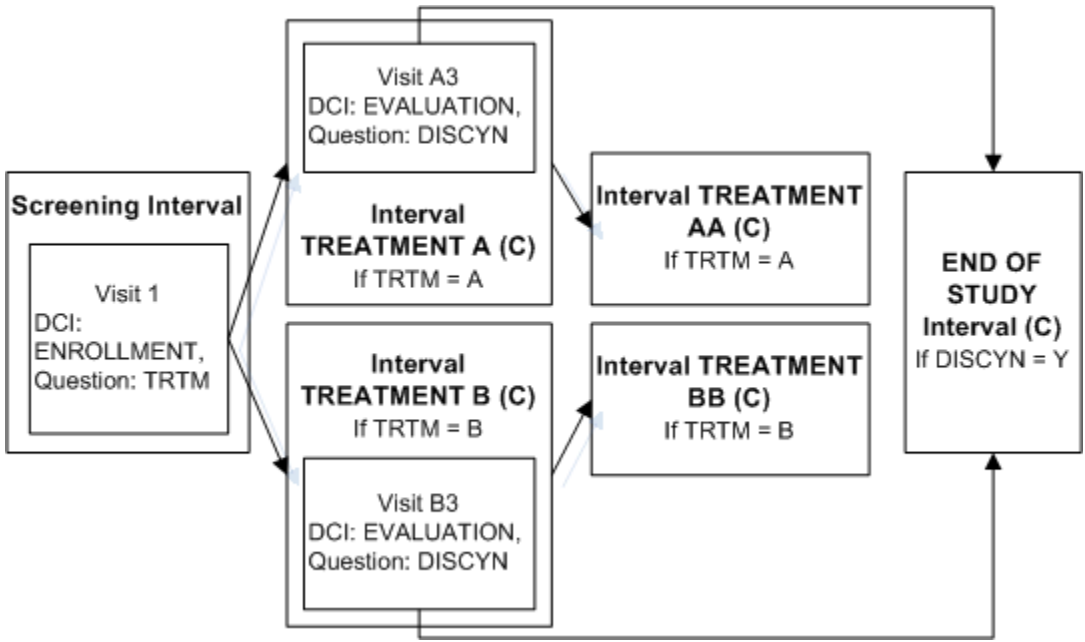 Screening Interval
Visit 1
DCI:
ENROLLMENT,
Question: TRTM
Visit A3
DCI: EVALUATION,
Question: DISCYN
Interval
TREATMENT A (C)
If TRTM = A
Interval
TREATMENT B (C)
If TRTM = B
Visit B3
DCI: EVALUATION,
Question: DISCYN
Interval TREATMENT
AA (C)
If TRTM = A
Interval TREATMENT
BB (C)
If TRTM = B
END OF
STUDY
Interval (C)
If DISCYN = Y